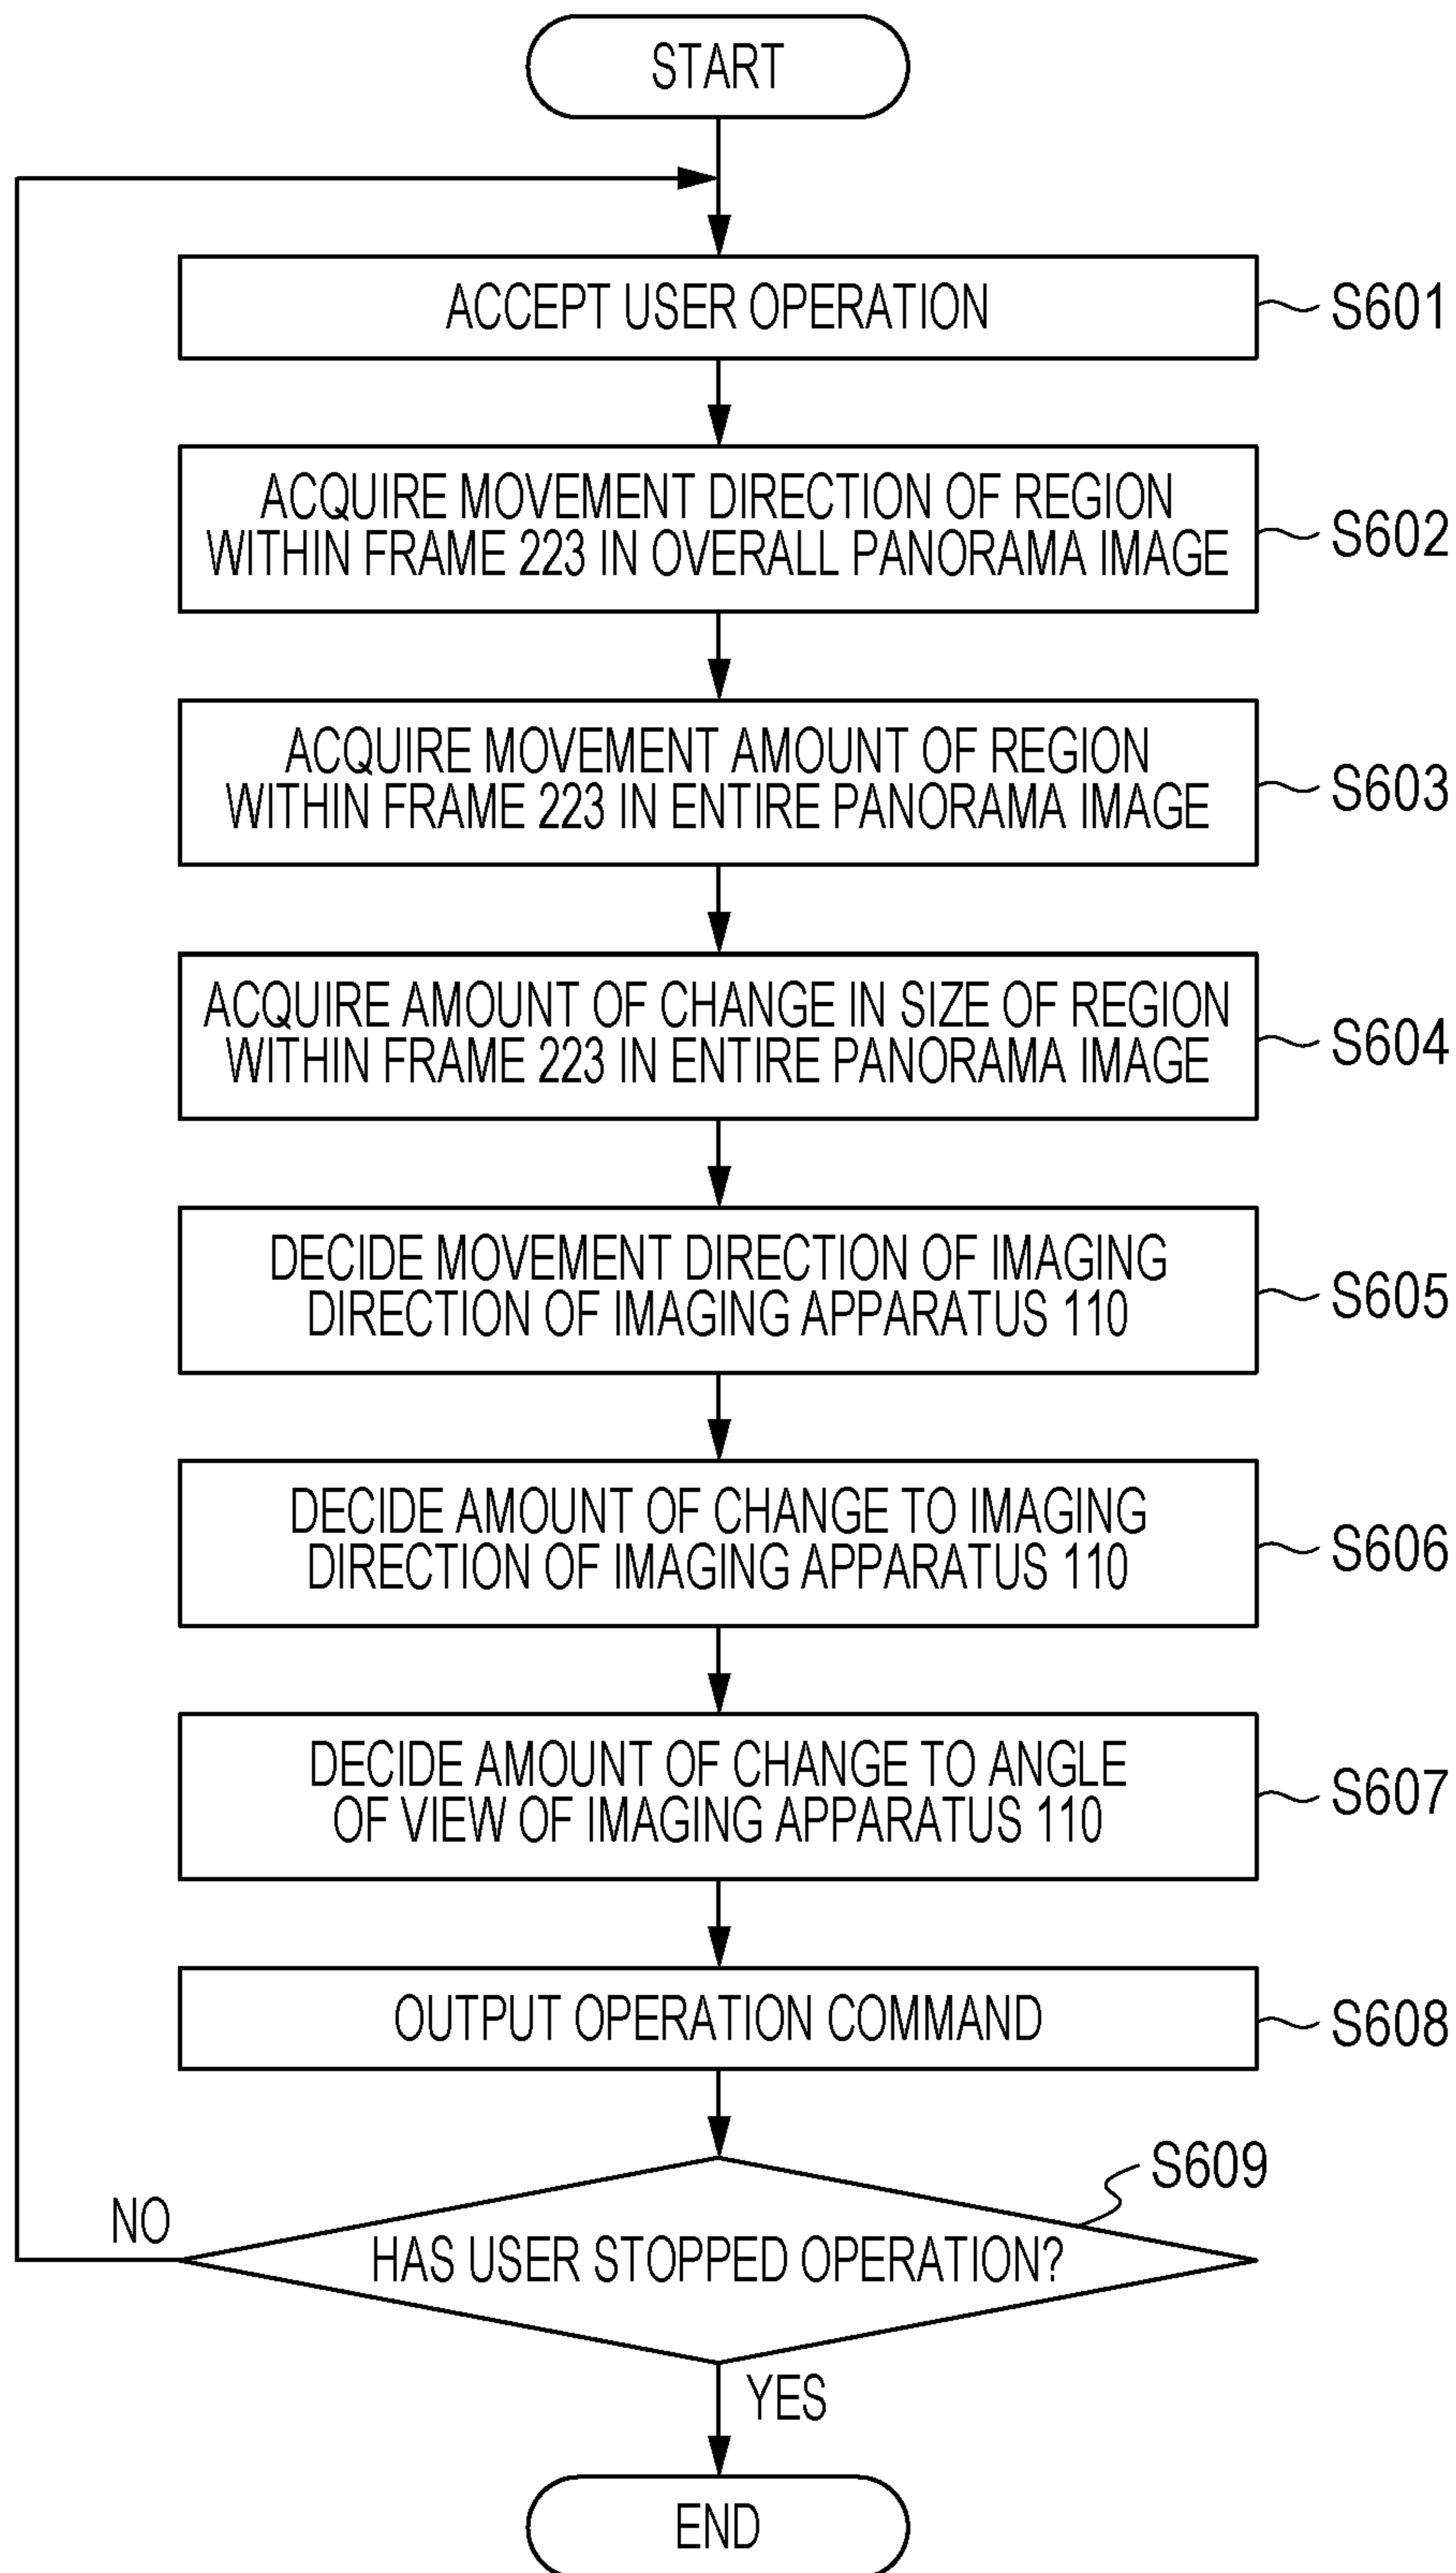 START
ACCEPT USER OPERATION
S601
ACQUIRE MOVEMENT DIRECTION OF REGION
WITHIN FRAME 223 IN OVERALL PANORAMA IMAGE
S602
ACQUIRE MOVEMENT AMOUNT OF REGION
WITHIN FRAME 223 IN ENTIRE PANORAMA IMAGE
S603
ACQUIRE AMOUNT OF CHANGE IN SIZE OF REGION
WITHIN FRAME 223 IN ENTIRE PANORAMA IMAGE
S604
DECIDE MOVEMENT DIRECTION OF IMAGING
DIRECTION OF IMAGING APPARATUS 110
S605
DECIDE AMOUNT OF CHANGE TO IMAGING
DIRECTION OF IMAGING APPARATUS 110
S606
DECIDE AMOUNT OF CHANGE TO ANGLE
OF VIEW OF IMAGING APPARATUS 110
S607
OUTPUT OPERATION COMMAND
S608
S609
NO
HAS USER STOPPED OPERATION?
YES
END